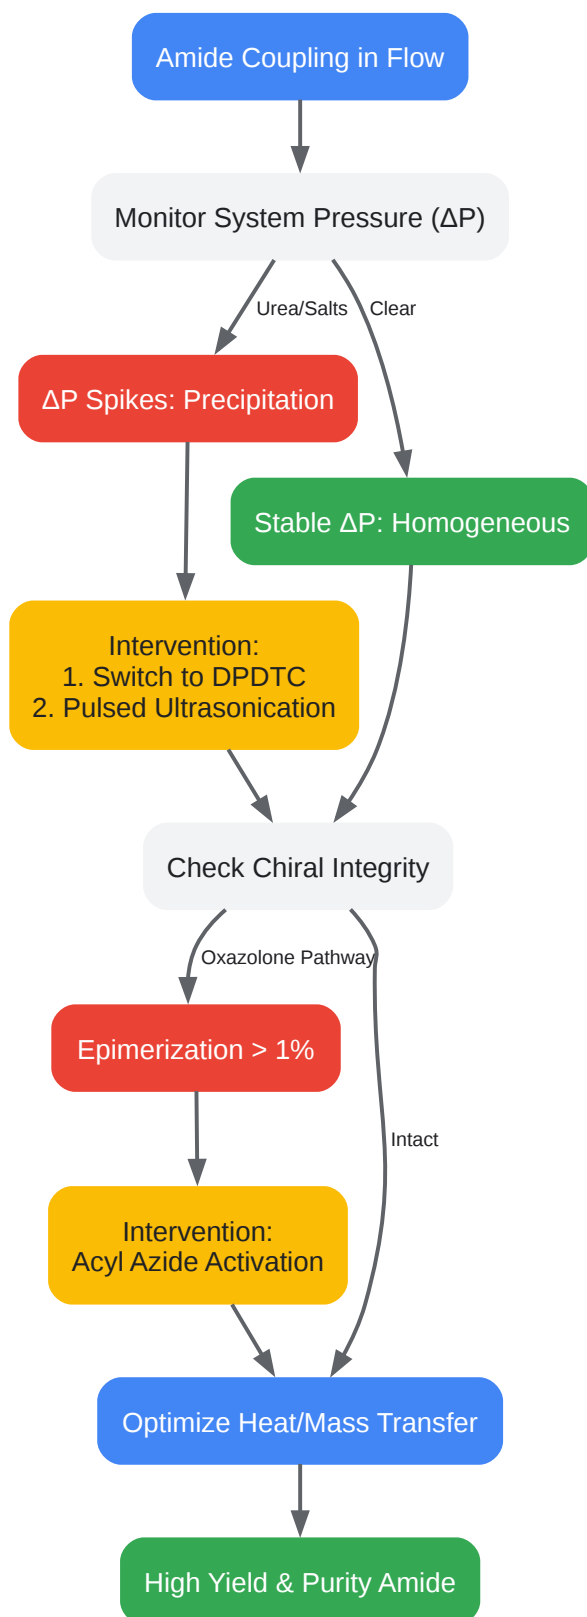 Amide Coupling in Flow
Monitor System Pressure (ΔP)
Urea/Salts
Clear
ΔP Spikes: Precipitation
Stable ΔP: Homogeneous
Intervention:
1. Switch to DPDTC
2. Pulsed Ultrasonication
Check Chiral Integrity
Oxazolone Pathway
Epimerization > 1%
Intact
Intervention:
Acyl Azide Activation
Optimize Heat/Mass Transfer
High Yield & Purity Amide